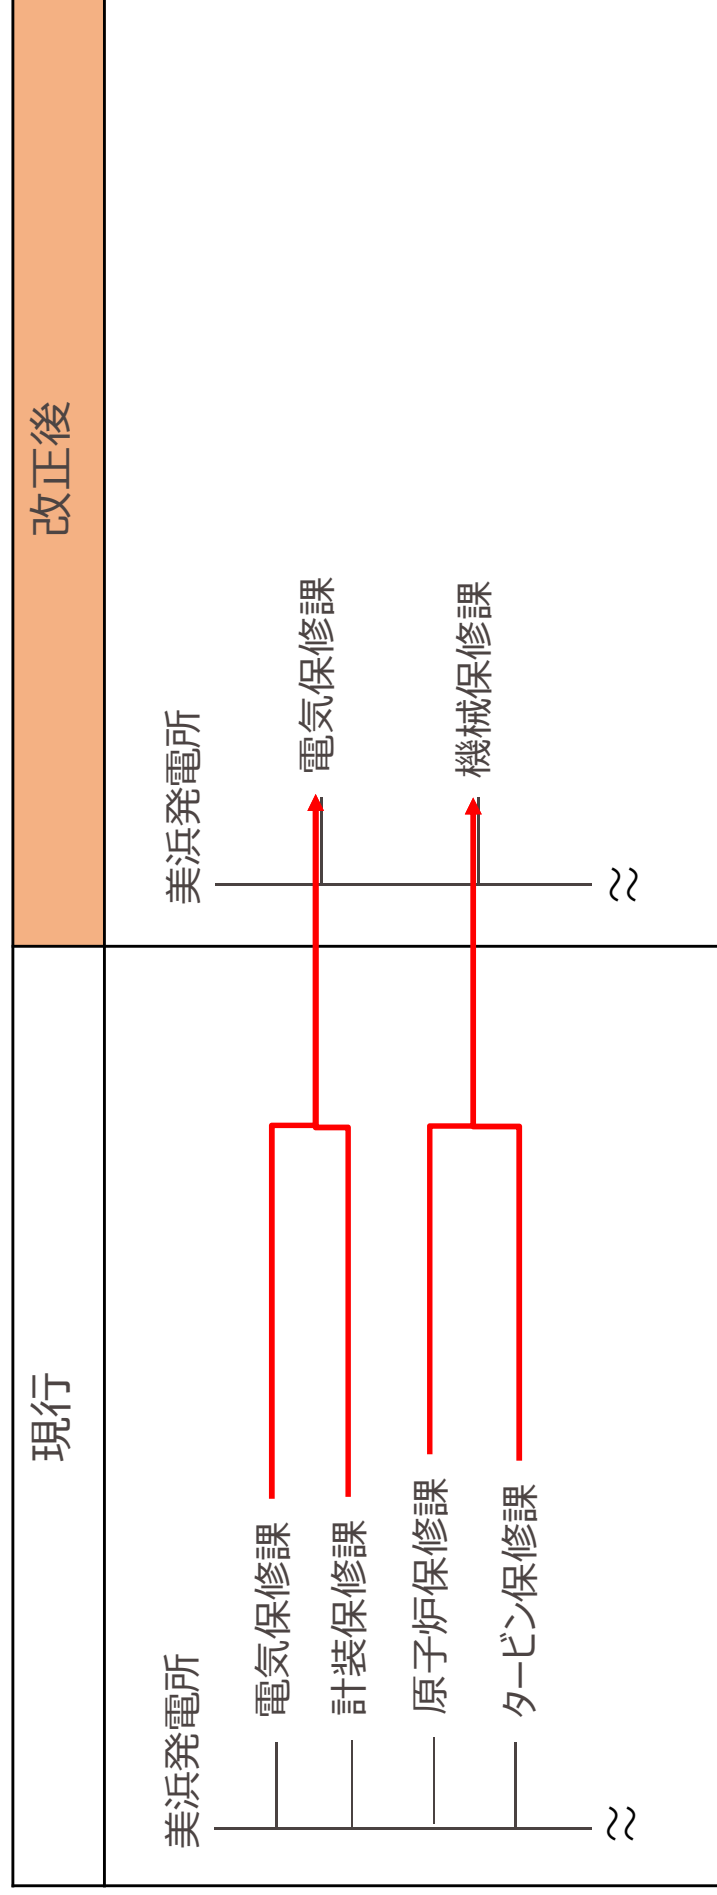 現行
改正後
美浜発電所
電気保修課
計装保修課
原子炉保修課
タービン保修課
美浜発電所
電気保修課
機械保修課